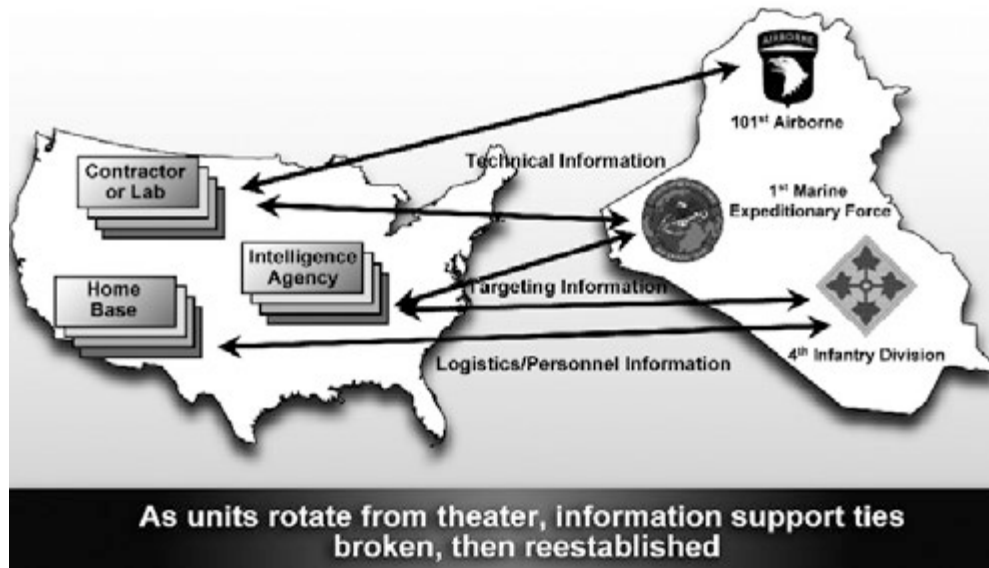 AIRBORNE
101st Airborne
Technical Information
Contractor
or Lab
1st Marine
Expeditionary Force
Intelligence
Agency
Targeting Information
Home
Base
4th Infantry Division
Logistics/Personnel Information
As units rotate from theater, information support ties
broken, then reestablished